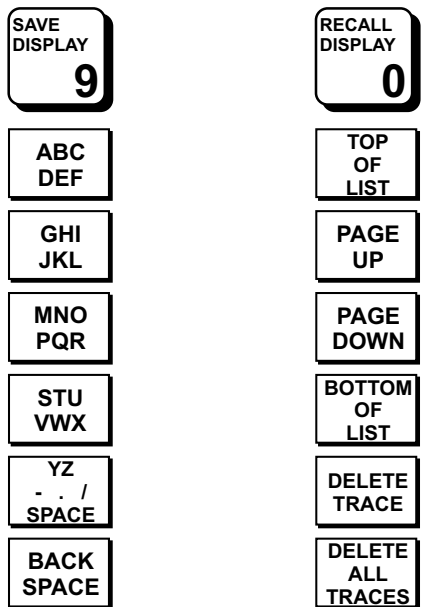 SAVE
DISPLAY
9
ABC
DEF
GHI
JKL
MNO
PQR
STU
VWX
YZ
- . /
SPACE
BACK
SPACE
RECALL
DISPLAY
0
TOP
OF
LIST
PAGE
UP
PAGE
DOWN
BOTTOM
OF
LIST
DELETE
TRACE
DELETE
ALL
TRACES